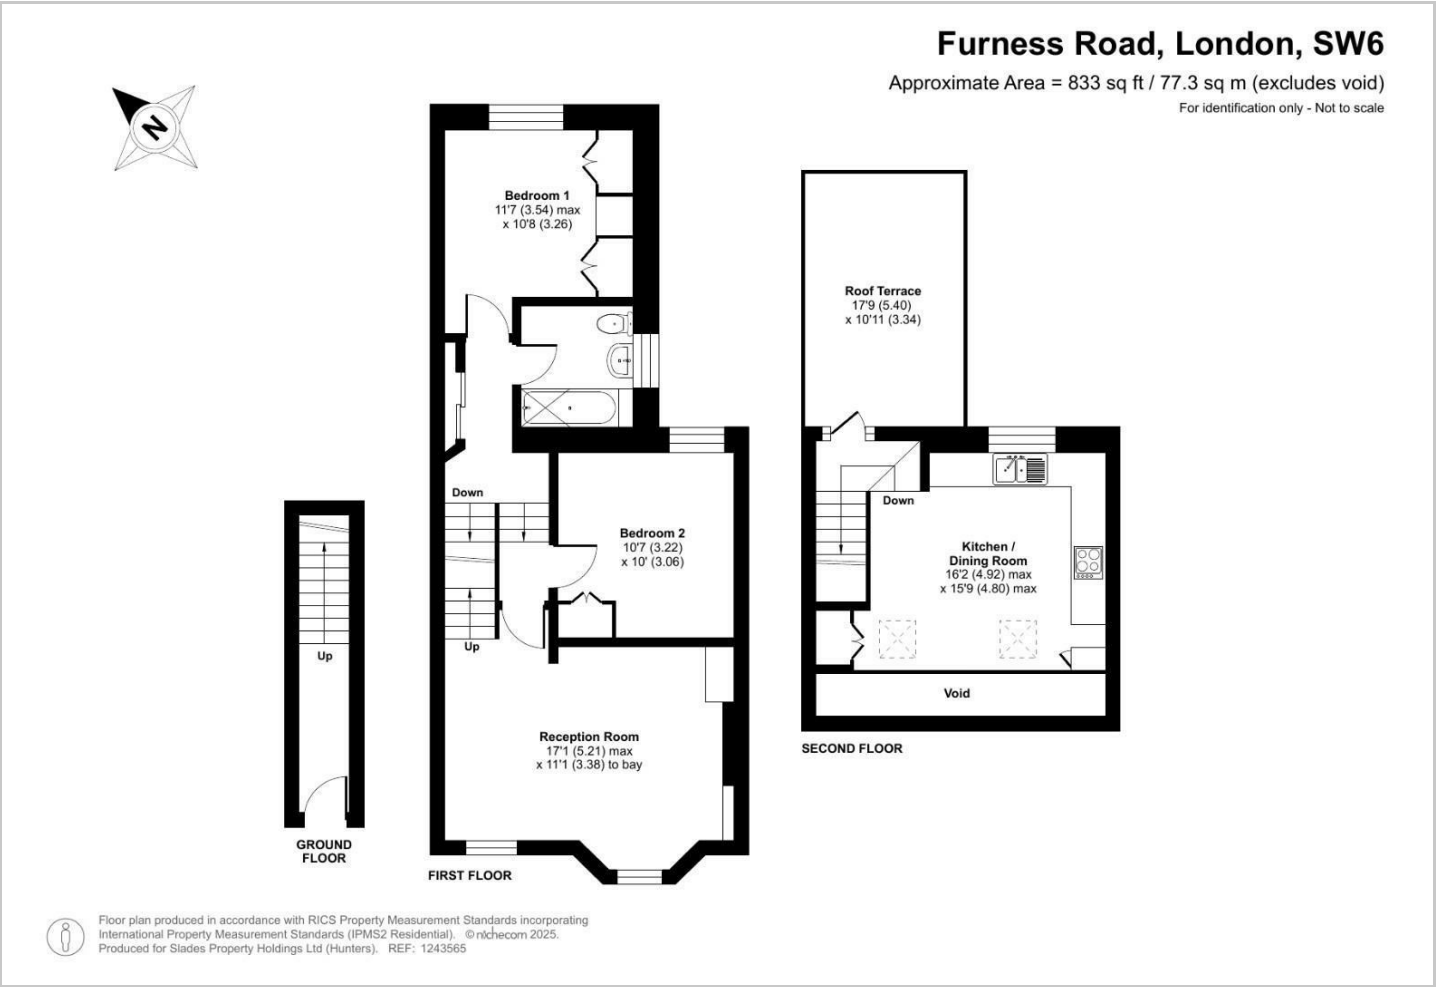 Furness Road, London, SW6
Approximate Area = 833 sq ft / 77.3 sq m (excludes void)
For identification only - Not to scale
N
Bedroom 1
11'7 (3.54) max
x 10'8 (3.26)
Roof Terrace
17'9 (5.40)
x 10'11 (3.34)
Down
Down
Bedroom 2
10'7 (3.22)
x 10' (3.06)
Kitchen /
Dining Room
16'2 (4.92) max
x 15'9 (4.80) max
Up
Up
Void
Reception Room
17'1 (5.21) max
x 11'1 (3.38) to bay
SECOND FLOOR
GROUND
FLOOR
FIRST FLOOR
Floor plan produced in accordance with RICS Property Measurement Standards incorporating
International Property Measurement Standards (IPMS2 Residential). © nichecom 2025.
Produced for Slades Property Holdings Ltd (Hunters). REF: 1243565